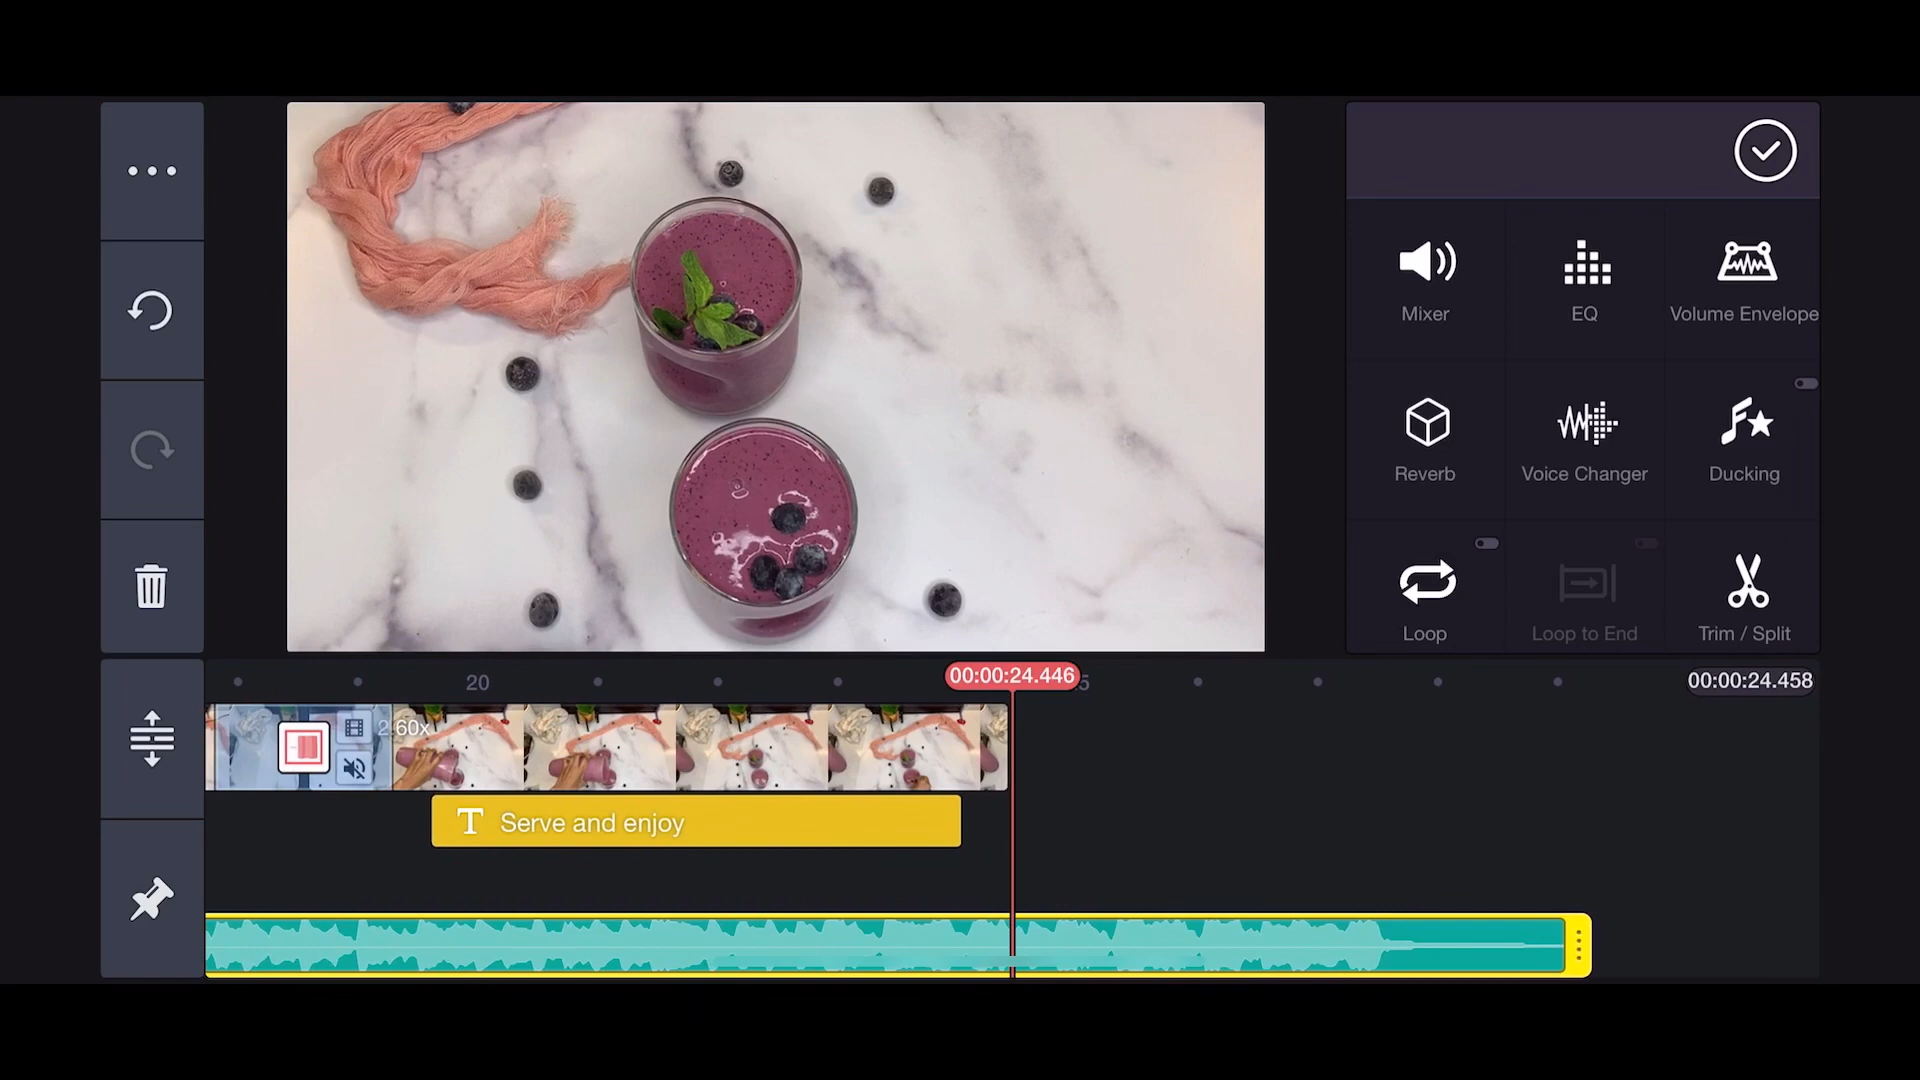 Mixer
EQ
Volume Envelope
Reverb
Voice Changer
Ducking
Loop
Loop to End
Trim / Split
20
00:00:24.446
5
00:00:24.458
2.60x
T Serve and enjoy